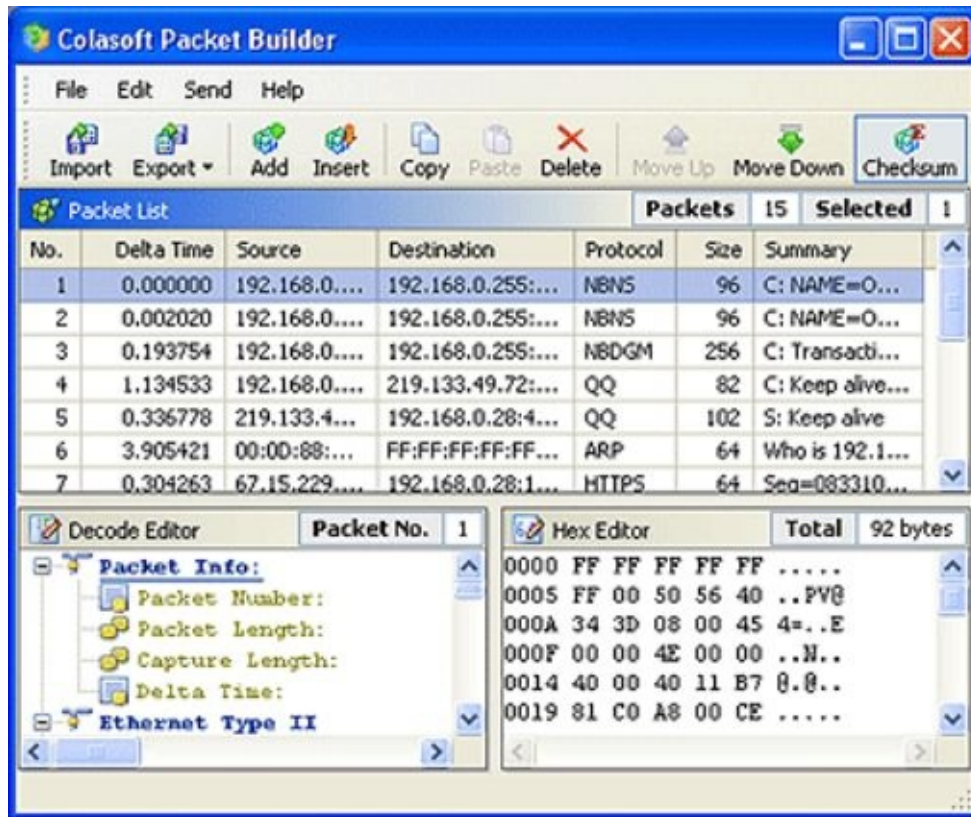 Colasoft Packet Builder
File Edit Send Help
Import Export Add Insert Copy Paste Delete Move Up Move Down Checksum
Packet List Packets 15 Selected 1
No. Delta Time Source Destination Protocol Size Summary
1 0.000000 192.168.0.... 192.168.0.255:... NBNS 96 C: NAME=O...
2 0.002020 192.168.0.... 192.168.0.255:... NBNS 96 C: NAME=O...
3 0.193754 192.168.0.... 192.168.0.255:... NBDGM 256 C: Transacti...
4 1.134533 192.168.0.... 219.133.49.72:... QQ 82 C: Keep alive...
5 0.336778 219.133.4... 192.168.0.28:4... QQ 102 S: Keep alive
6 3.905421 00:0D:88:... FF:FF:FF:FF:FF... ARP 64 Who is 192.1...
7 0.304263 67.15.229.... 192.168.0.28:1... HTTPS 64 Seq=083310...
Decode Editor Packet No. 1
Packet Info:
Packet Number:
Packet Length:
Capture Length:
Delta Time:
Ethernet Type II
Hex Editor Total 92 bytes
0000 FF FF FF FF FF .....
0005 FF 00 50 56 40 ..PV@
000A 34 3D 08 00 45 4=..E
000F 00 00 4E 00 00 ..N..
0014 40 00 40 11 B7 @.@..
0019 81 C0 A8 00 CE .....